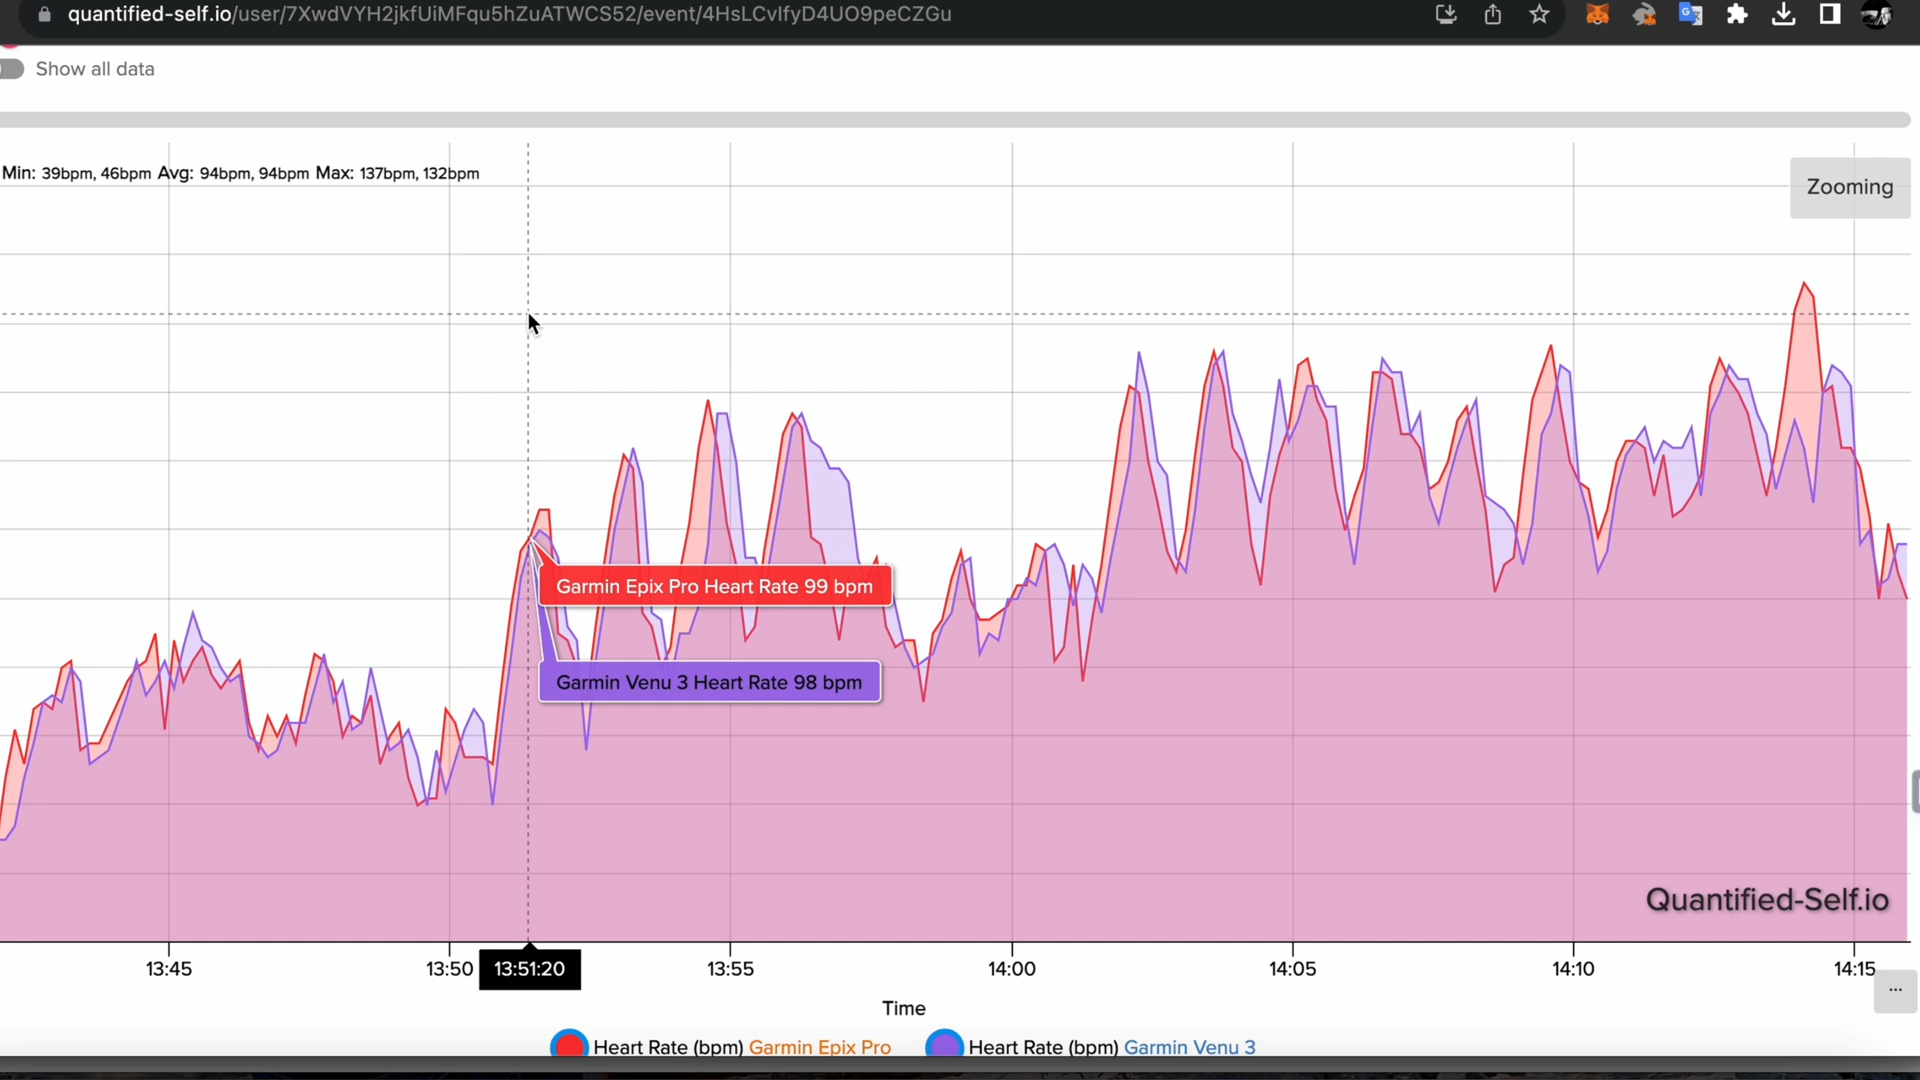 quantified-self.io/user/7XwdVYH2jkfUiMFqu5hZuATWCS52/event/4HsLCvIfyD4UO9peCZGu
Show all data
Min: 39bpm, 46bpm Avg: 94bpm, 94bpm Max: 137bpm, 132bpm
Zooming
Garmin Epix Pro Heart Rate 99 bpm
Garmin Venu 3 Heart Rate 98 bpm
Quantified-Self.io
13:45 13:50 13:51:20 13:55 14:00 14:05 14:10 14:15
...
Time
Heart Rate (bpm) Garmin Epix Pro Heart Rate (bpm) Garmin Venu 3